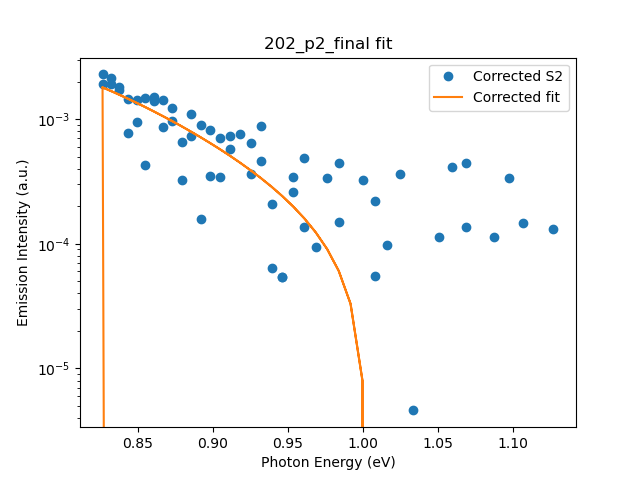 202_p2_final fit
Corrected S2
Corrected fit
Emission Intensity (a.u.)
10⁻³
10⁻⁴
10⁻⁵
0.85 0.90 0.95 1.00 1.05 1.10
Photon Energy (eV)